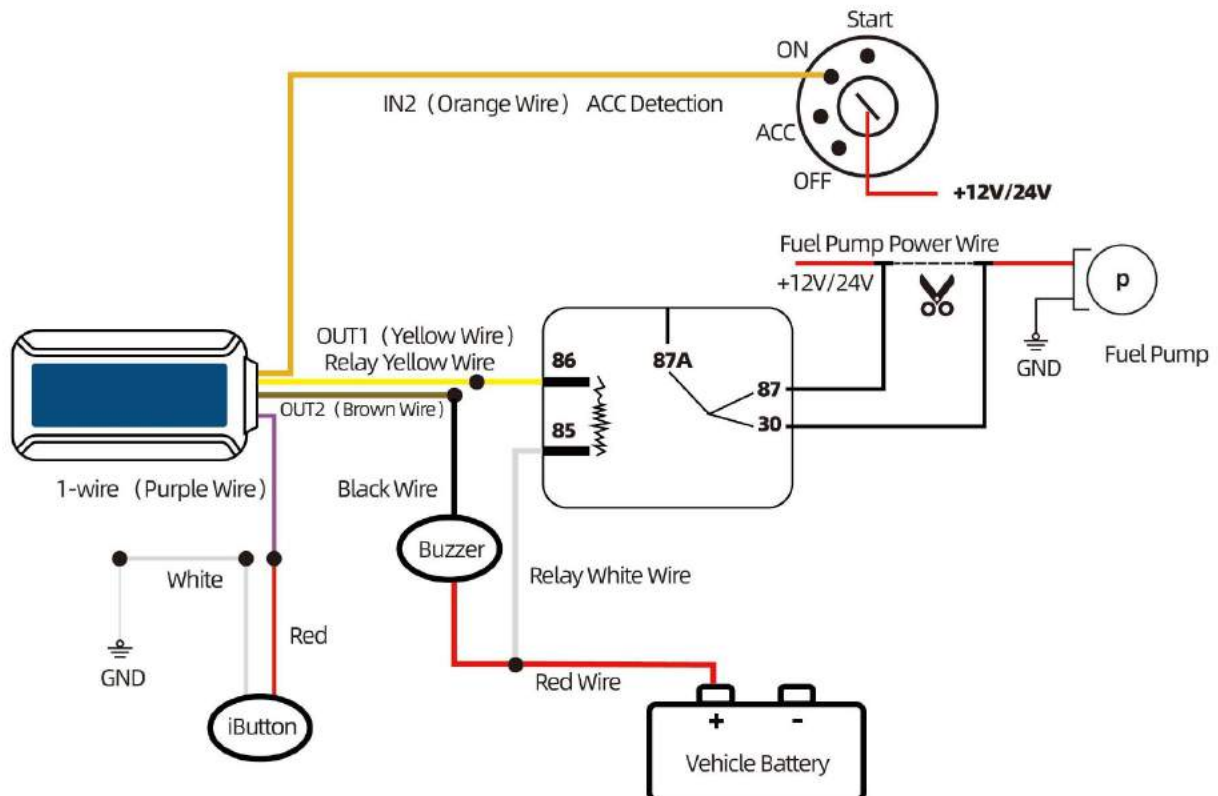 Start
ON
IN2 (Orange Wire) ACC Detection
ACC
OFF
+12V/24V
Fuel Pump Power Wire
+12V/24V
p
GND
Fuel Pump
OUT1 (Yellow Wire)
Relay Yellow Wire
86
87A
87
30
85
OUT2 (Brown Wire)
1-wire (Purple Wire)
Black Wire
Buzzer
White
Relay White Wire
Red
GND
Red Wire
iButton
+ -
Vehicle Battery